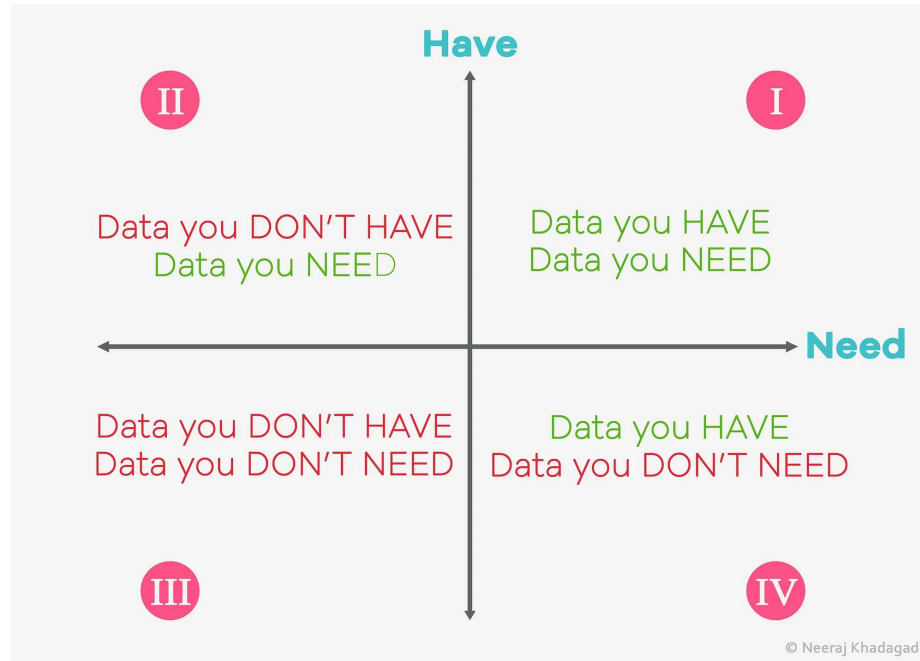 Have
II
I
Data you DON'T HAVE
Data you NEED
Data you HAVE
Data you NEED
Need
Data you DON'T HAVE
Data you DON'T NEED
Data you HAVE
Data you DON'T NEED
III
IV
© Neeraj Khadagad